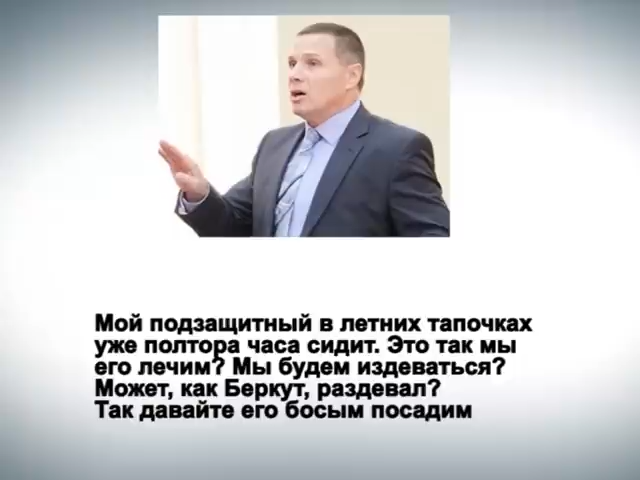 Мой подзащитный в летних тапочках
уже полтора часа сидит. Это так мы
его лечим? Мы будем издеваться?
Может, как Беркут, раздевал?
Так давайте его босым посадим